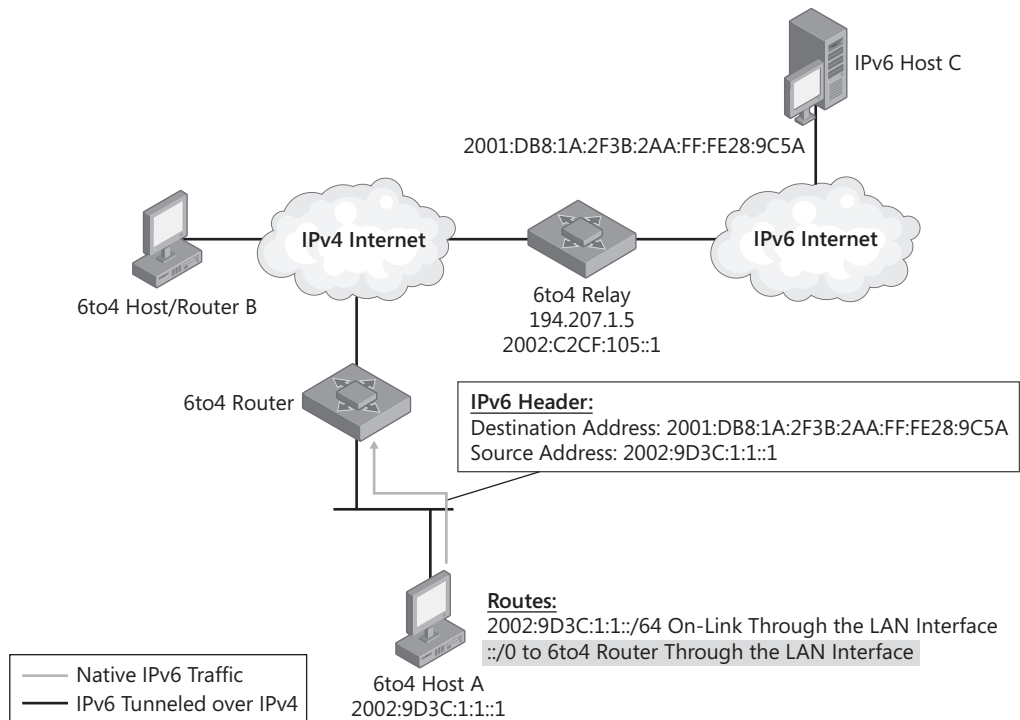 IPv6 Host C
2001:DB8:1A:2F3B:2AA:FF:FE28:9C5A
IPv4 Internet
IPv6 Internet
6to4 Host/Router B
6to4 Relay
194.207.1.5
2002:C2CF:105::1
6to4 Router
IPv6 Header:
Destination Address: 2001:DB8:1A:2F3B:2AA:FF:FE28:9C5A
Source Address: 2002:9D3C:1:1::1
Routes:
2002:9D3C:1:1::/64 On-Link Through the LAN Interface
::/0 to 6to4 Router Through the LAN Interface
6to4 Host A
2002:9D3C:1:1::1
Native IPv6 Traffic
IPv6 Tunneled over IPv4